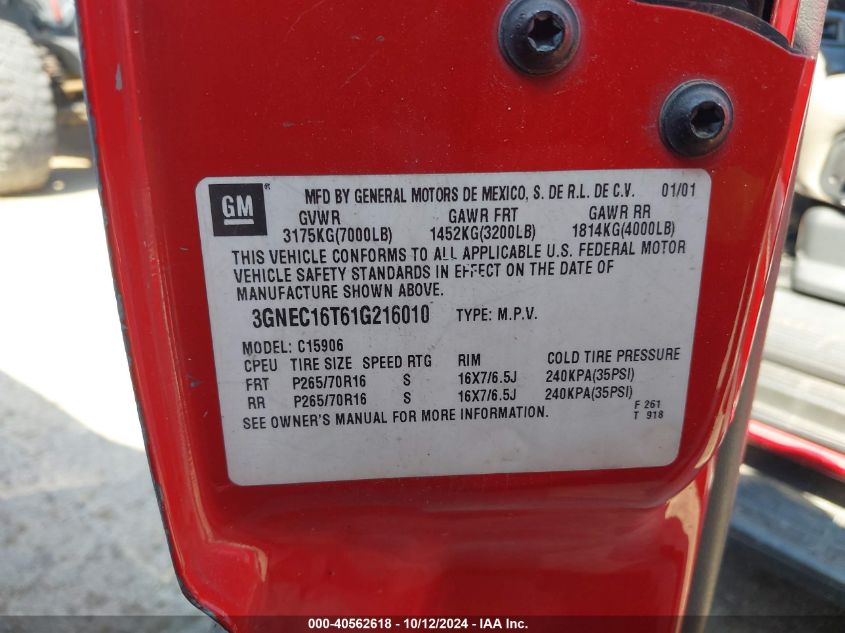 GM ® MFD BY GENERAL MOTORS DE MEXICO, S. DE R.L. DE C.V. 01/01
GVWR GAWR FRT GAWR RR
3175KG(7000LB) 1452KG(3200LB) 1814KG(4000LB)
THIS VEHICLE CONFORMS TO ALL APPLICABLE U.S. FEDERAL MOTOR
VEHICLE SAFETY STANDARDS IN EFFECT ON THE DATE OF
MANUFACTURE SHOWN ABOVE.
3GNEC16T61G216010 TYPE: M.P.V.
MODEL: C15906
CPEU TIRE SIZE SPEED RTG RIM COLD TIRE PRESSURE
FRT P265/70R16 S 16X7/6.5J 240KPA(35PSI)
RR P265/70R16 S 16X7/6.5J 240KPA(35PSI)
SEE OWNER'S MANUAL FOR MORE INFORMATION.
F 261
T 918
000-40562618 - 10/12/2024 - IAA, Inc.